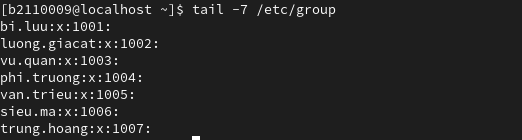 [b2110009@localhost ~]$ tail -7 /etc/group
bi.luu:x:1001:
luong.giacat:x:1002:
vu.quan:x:1003:
phi.truong:x:1004:
van.trieu:x:1005:
sieu.ma:x:1006:
trung.hoang:x:1007: